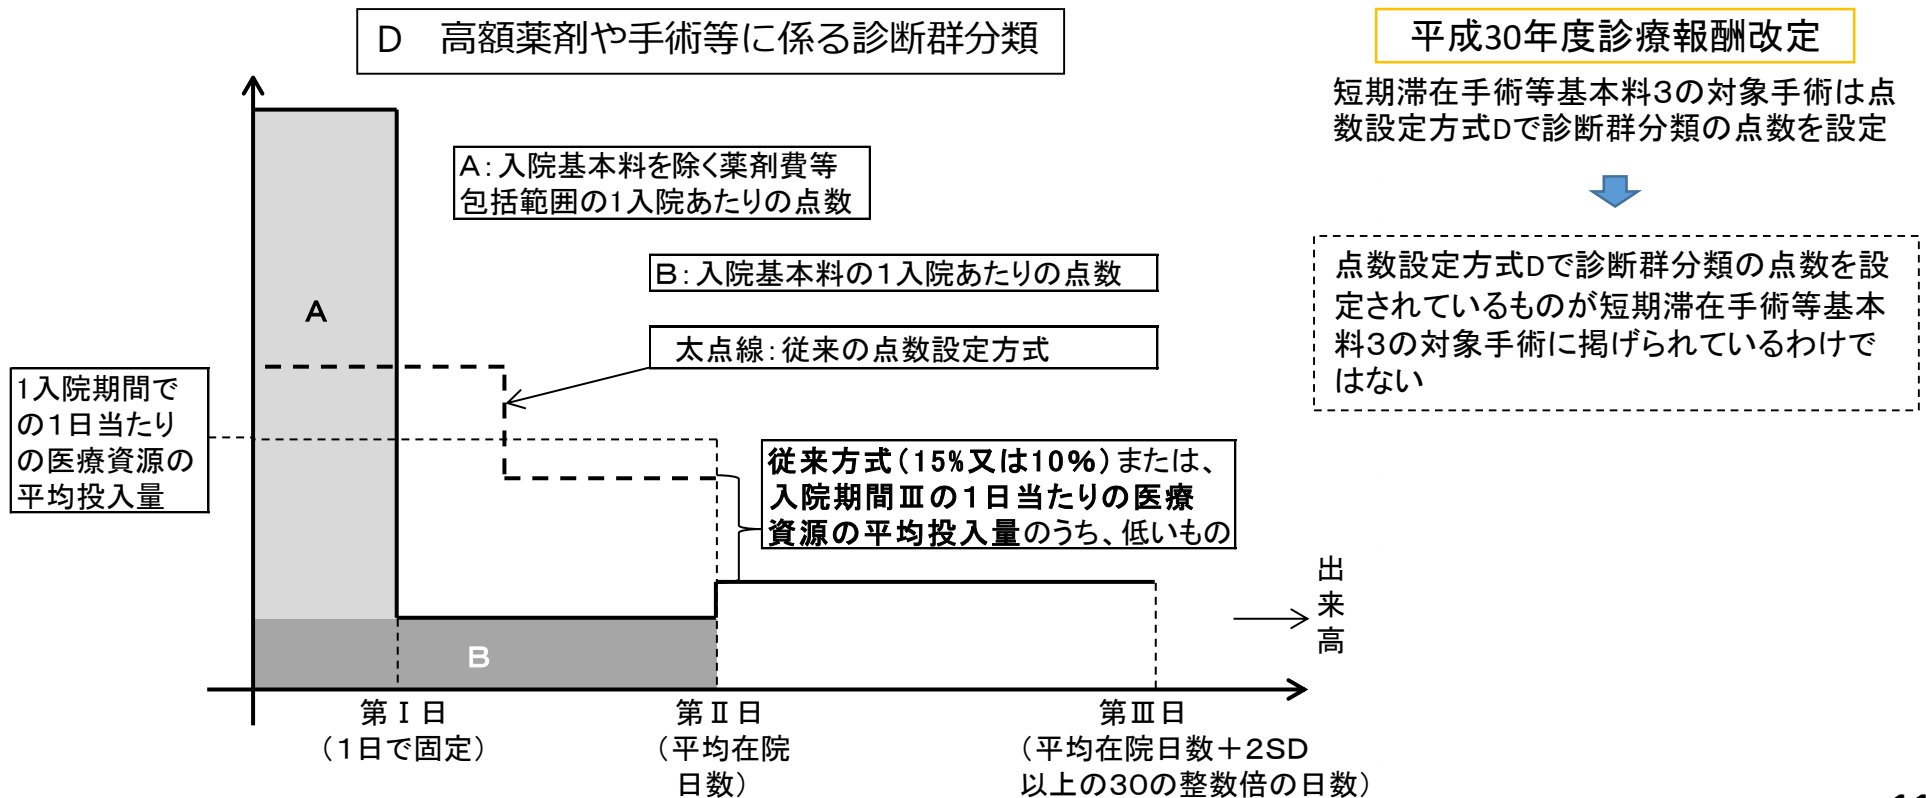 D　高額薬剤や手術等に係る診断群分類
平成30年度診療報酬改定
短期滞在手術等基本料３の対象手術は点
数設定方式Dで診断群分類の点数を設定
点数設定方式Dで診断群分類の点数を設
定されているものが短期滞在手術等基本
料３の対象手術に掲げられているわけで
はない
A：入院基本料を除く薬剤費等
包括範囲の1入院あたりの点数
B：入院基本料の１入院あたりの点数
太点線：従来の点数設定方式
A
B
1入院期間で
の１日当たり
の医療資源の
平均投入量
従来方式（15%又は10％）または、
入院期間Ⅲの１日当たりの医療
資源の平均投入量のうち、低いもの
出
来
高
第Ⅰ日
（１日で固定）
第Ⅱ日
（平均在院
日数）
第Ⅲ日
（平均在院日数＋２SD
以上の３０の整数倍の日数）